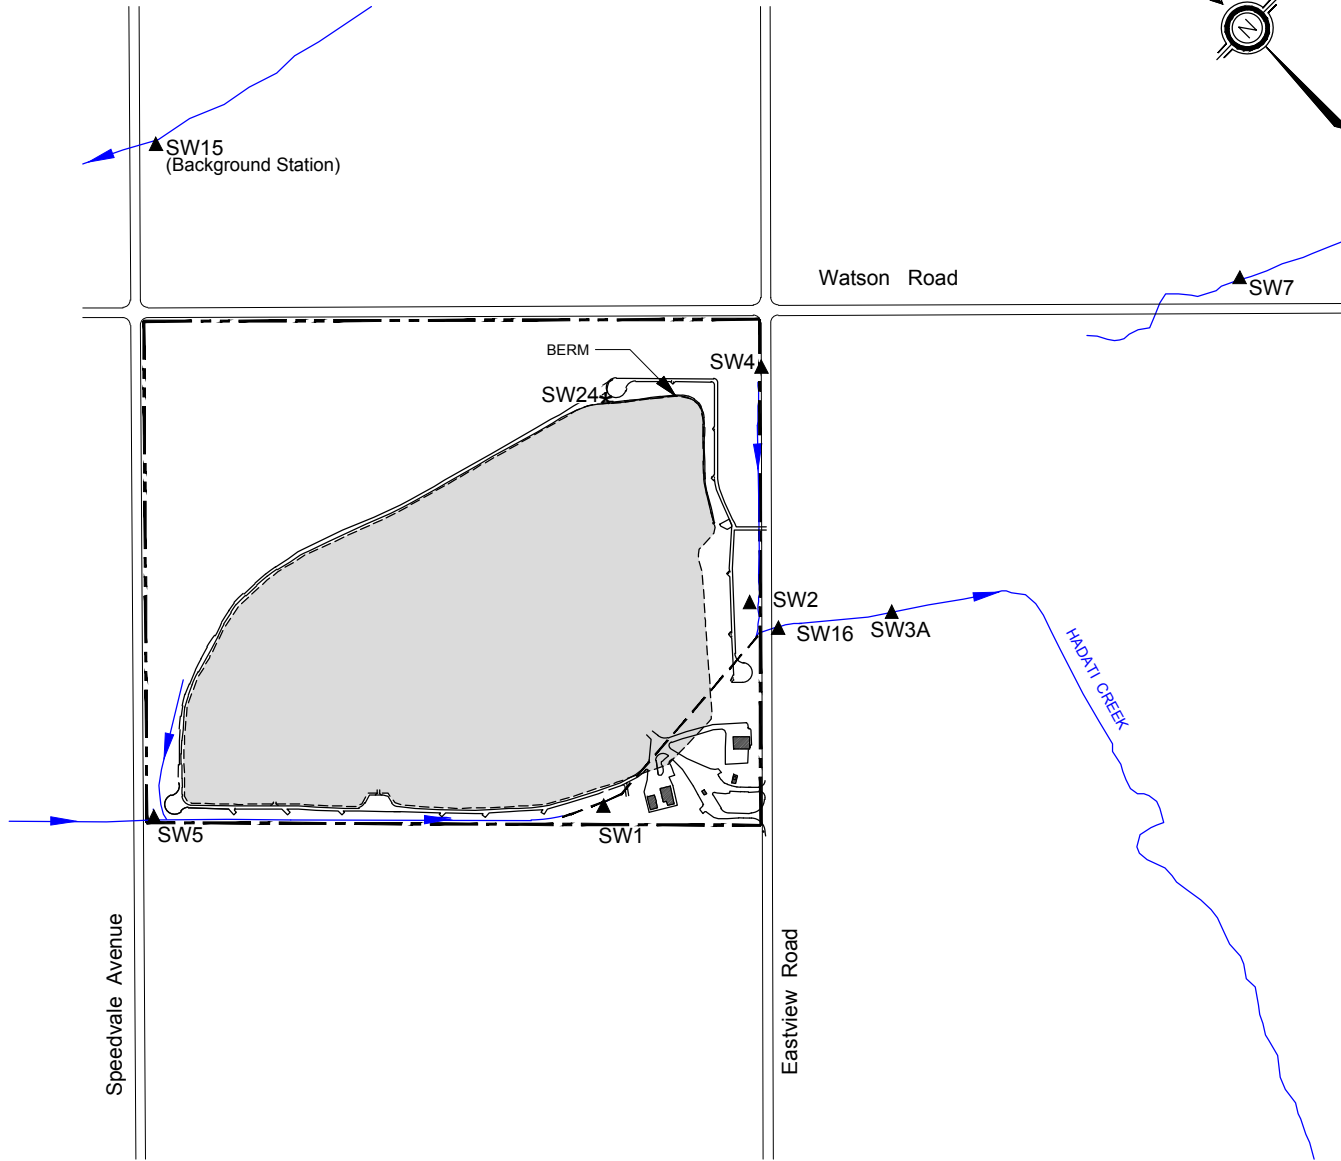 N
SW15
(Background Station)
Watson Road
SW7
BERM
SW4
SW24
SW2
SW16
SW3A
HADATI CREEK
SW5
SW1
Speedvale Avenue
Eastview Road